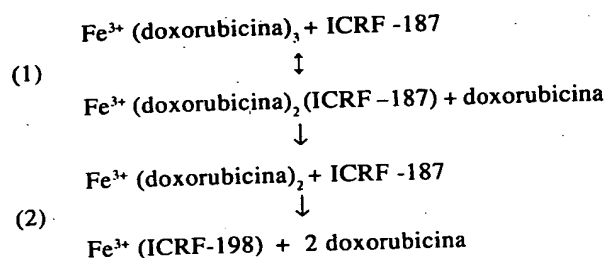 Fe³⁺ (doxorubicina)₃ + ICRF -187
(1)
↕
Fe³⁺ (doxorubicina)₂ (ICRF –187) + doxorubicina
↓
Fe³⁺ (doxorubicina)₂ + ICRF -187
(2)
↓
Fe³⁺ (ICRF-198) + 2 doxorubicina